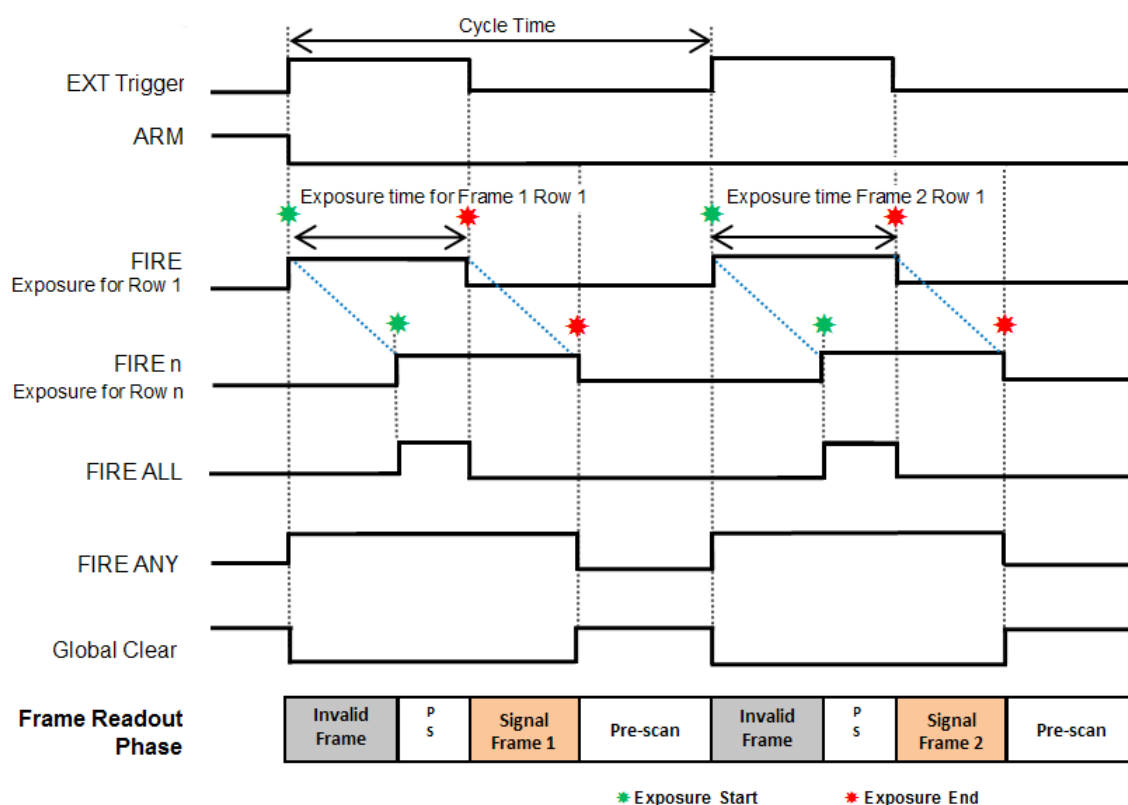 Cycle Time
EXT Trigger
ARM
Exposure time for Frame 1 Row 1
Exposure time Frame 2 Row 1
FIRE
Exposure for Row 1
FIRE n
Exposure for Row n
FIRE ALL
FIRE ANY
Global Clear
Frame Readout
Phase
Invalid
Frame
P
S
Signal
Frame 1
Pre-scan
Invalid
Frame
P
S
Signal
Frame 2
Pre-scan
Exposure Start
Exposure End